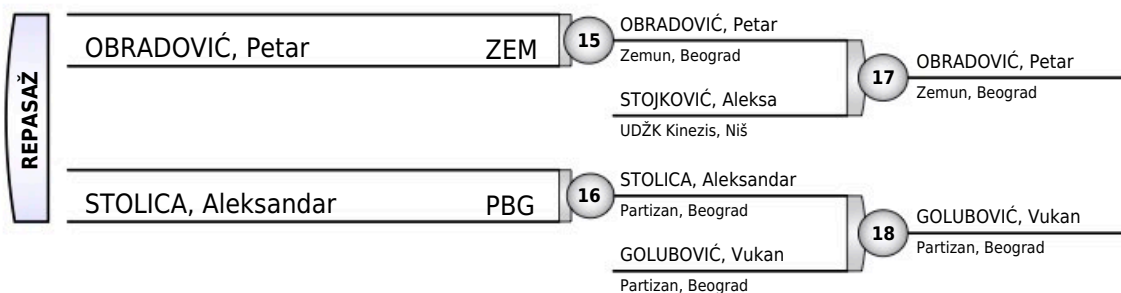 REPASAŽ
OBRADOVIĆ, Petar ZEM
15
OBRADOVIĆ, Petar
Zemun, Beograd
STOJKOVIĆ, Aleksa
UDŽK Kinezis, Niš
17
OBRADOVIĆ, Petar
Zemun, Beograd
STOLICA, Aleksandar PBG
16
STOLICA, Aleksandar
Partizan, Beograd
GOLUBOVIĆ, Vukan
Partizan, Beograd
18
GOLUBOVIĆ, Vukan
Partizan, Beograd